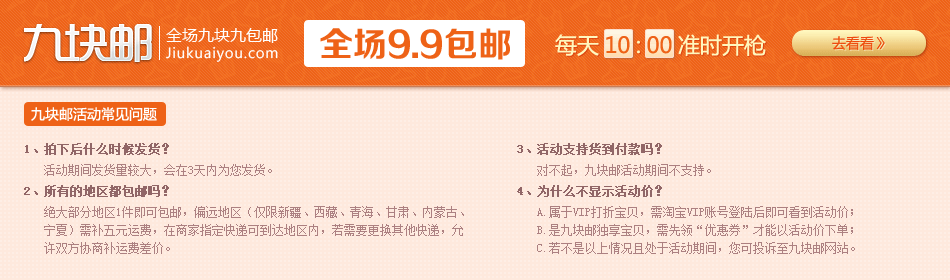 九块邮
全场九块九包邮
Jiukuaiyou.com
全场9.9包邮
每天10:00准时开枪
去看看》
九块邮活动常见问题
1、拍下后什么时候发货？
活动期间发货量较大，会在3天内为您发货。
2、所有的地区都包邮吗？
绝大部分地区1件即可包邮，偏远地区（仅限新疆、西藏、青海、甘肃、内蒙古、
宁夏）需补五元运费，在商家指定快递可到达地区内，若需要更换其他快递，允
许双方协商补运费差价。
3、活动支持货到付款吗？
对不起，九块邮活动期间不支持。
4、为什么不显示活动价？
A.属于VIP打折宝贝，需淘宝VIP账号登陆后即可看到活动价；
B.是九块邮独享宝贝，需先领“优惠券”才能以活动价下单；
C.若不是以上情况且处于活动期间，您可投诉至九块邮网站。